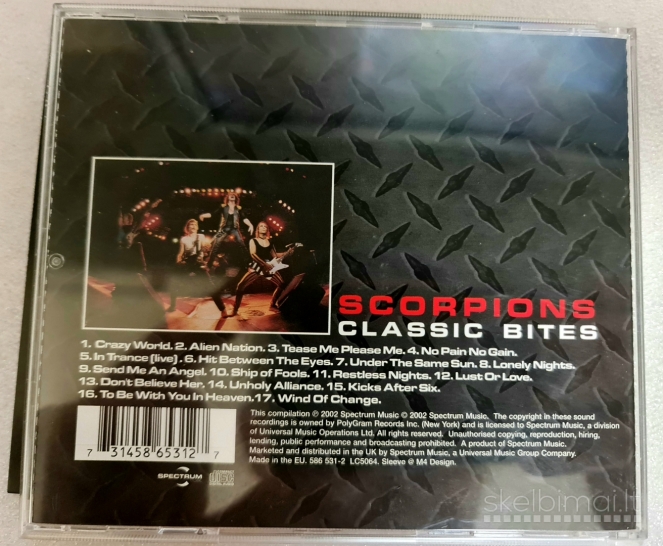 SCORPIONS
CLASSIC BITES
1. Crazy World. 2. Alien Nation. 3. Tease Me Please Me. 4. No Pain No Gain.
5. In Trance (live) . 6. Hit Between The Eyes. 7. Under The Same Sun. 8. Lonely Nights.
9. Send Me An Angel. 10. Ship of Fools. 11. Restless Nights. 12. Lust Or Love.
13. Don't Believe Her. 14. Unholy Alliance. 15. Kicks After Six.
16. To Be With You In Heaven.17. Wind Of Change.
This compilation ℗ 2002 Spectrum Music © 2002 Spectrum Music. The copyright in these sound
recordings is owned by PolyGram Records Inc. (New York) and is licensed to Spectrum Music, a division
of Universal Music Operations Ltd. All rights reserved. Unauthorised copying, reproduction, hiring,
lending, public performance and broadcasting prohibited. A product of Spectrum Music.
Marketed and distributed in the UK by Spectrum Music, a Universal Music Group Company.
Made in the EU. 586 531-2 LC5064. Sleeve @ M4 Design.
7 31458 65312 7
SPECTRUM
skelbimai.lt